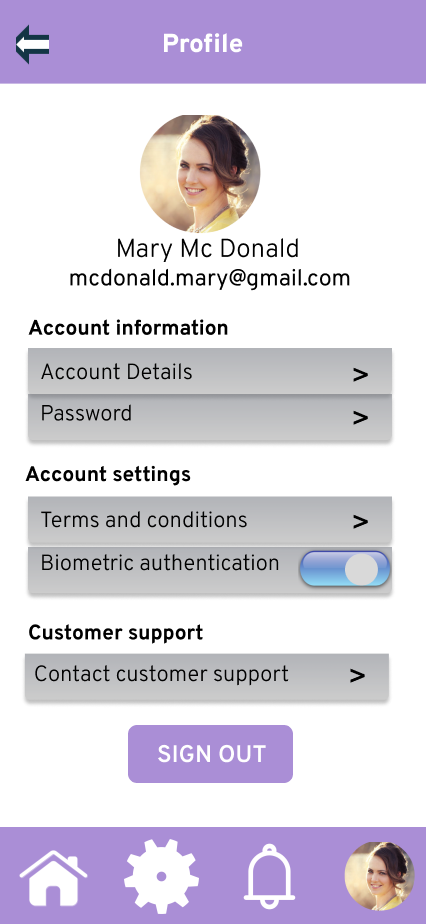 Profile
Mary Mc Donald
mcdonald.mary@gmail.com
Account information
Account Details >
Password >
Account settings
Terms and conditions >
Biometric authentication
Customer support
Contact customer support >
SIGN OUT